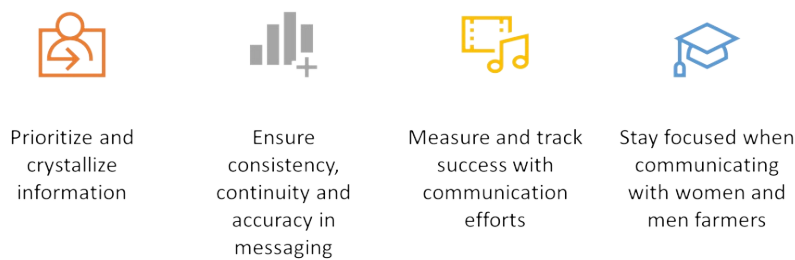 Prioritize and
crystallize
information
Ensure
consistency,
continuity and
accuracy in
messaging
Measure and track
success with
communication
efforts
Stay focused when
communicating
with women and
men farmers